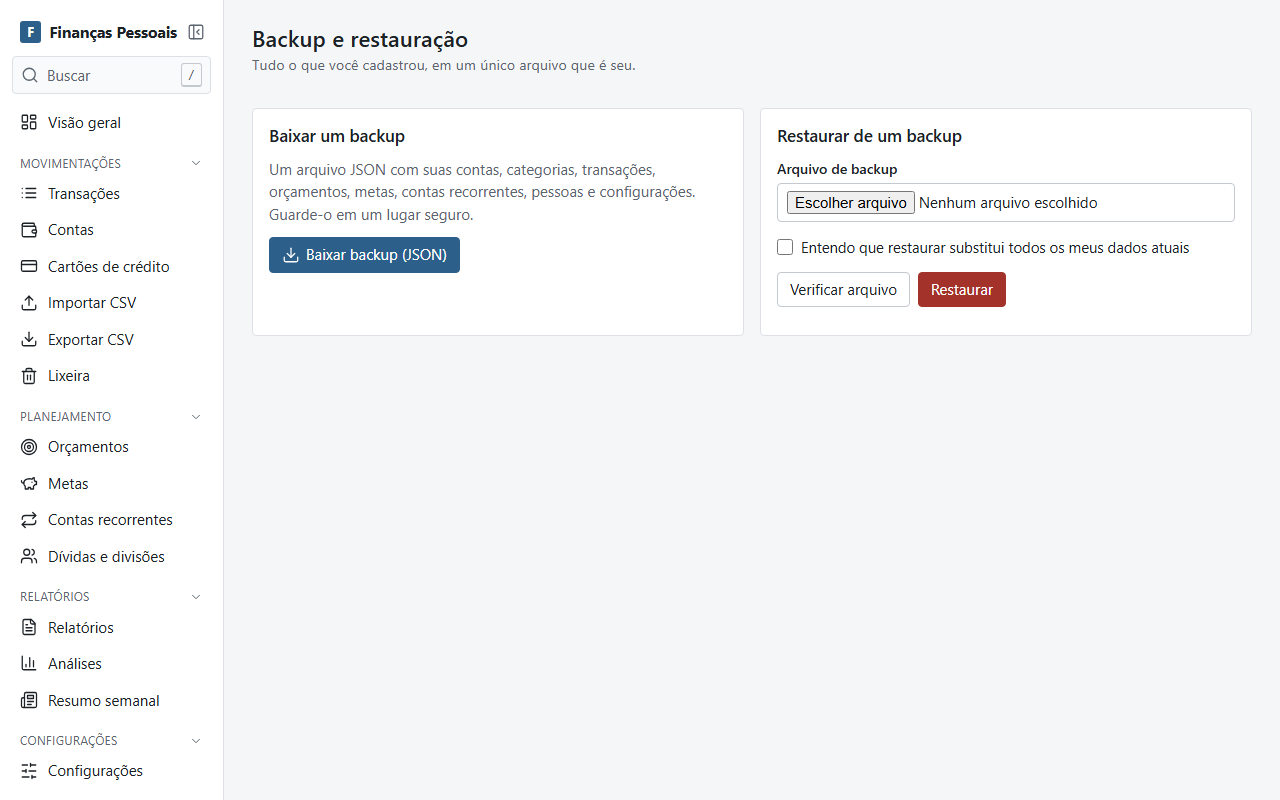 F Finanças Pessoais
Buscar /
Visão geral
MOVIMENTAÇÕES
Transações
Contas
Cartões de crédito
Importar CSV
Exportar CSV
Lixeira
PLANEJAMENTO
Orçamentos
Metas
Contas recorrentes
Dívidas e divisões
RELATÓRIOS
Relatórios
Análises
Resumo semanal
CONFIGURAÇÕES
Configurações
Backup e restauração
Tudo o que você cadastrou, em um único arquivo que é seu.
Baixar um backup
Um arquivo JSON com suas contas, categorias, transações,
orçamentos, metas, contas recorrentes, pessoas e configurações.
Guarde-o em um lugar seguro.
Baixar backup (JSON)
Restaurar de um backup
Arquivo de backup
Escolher arquivo Nenhum arquivo escolhido
Entendo que restaurar substitui todos os meus dados atuais
Verificar arquivo Restaurar